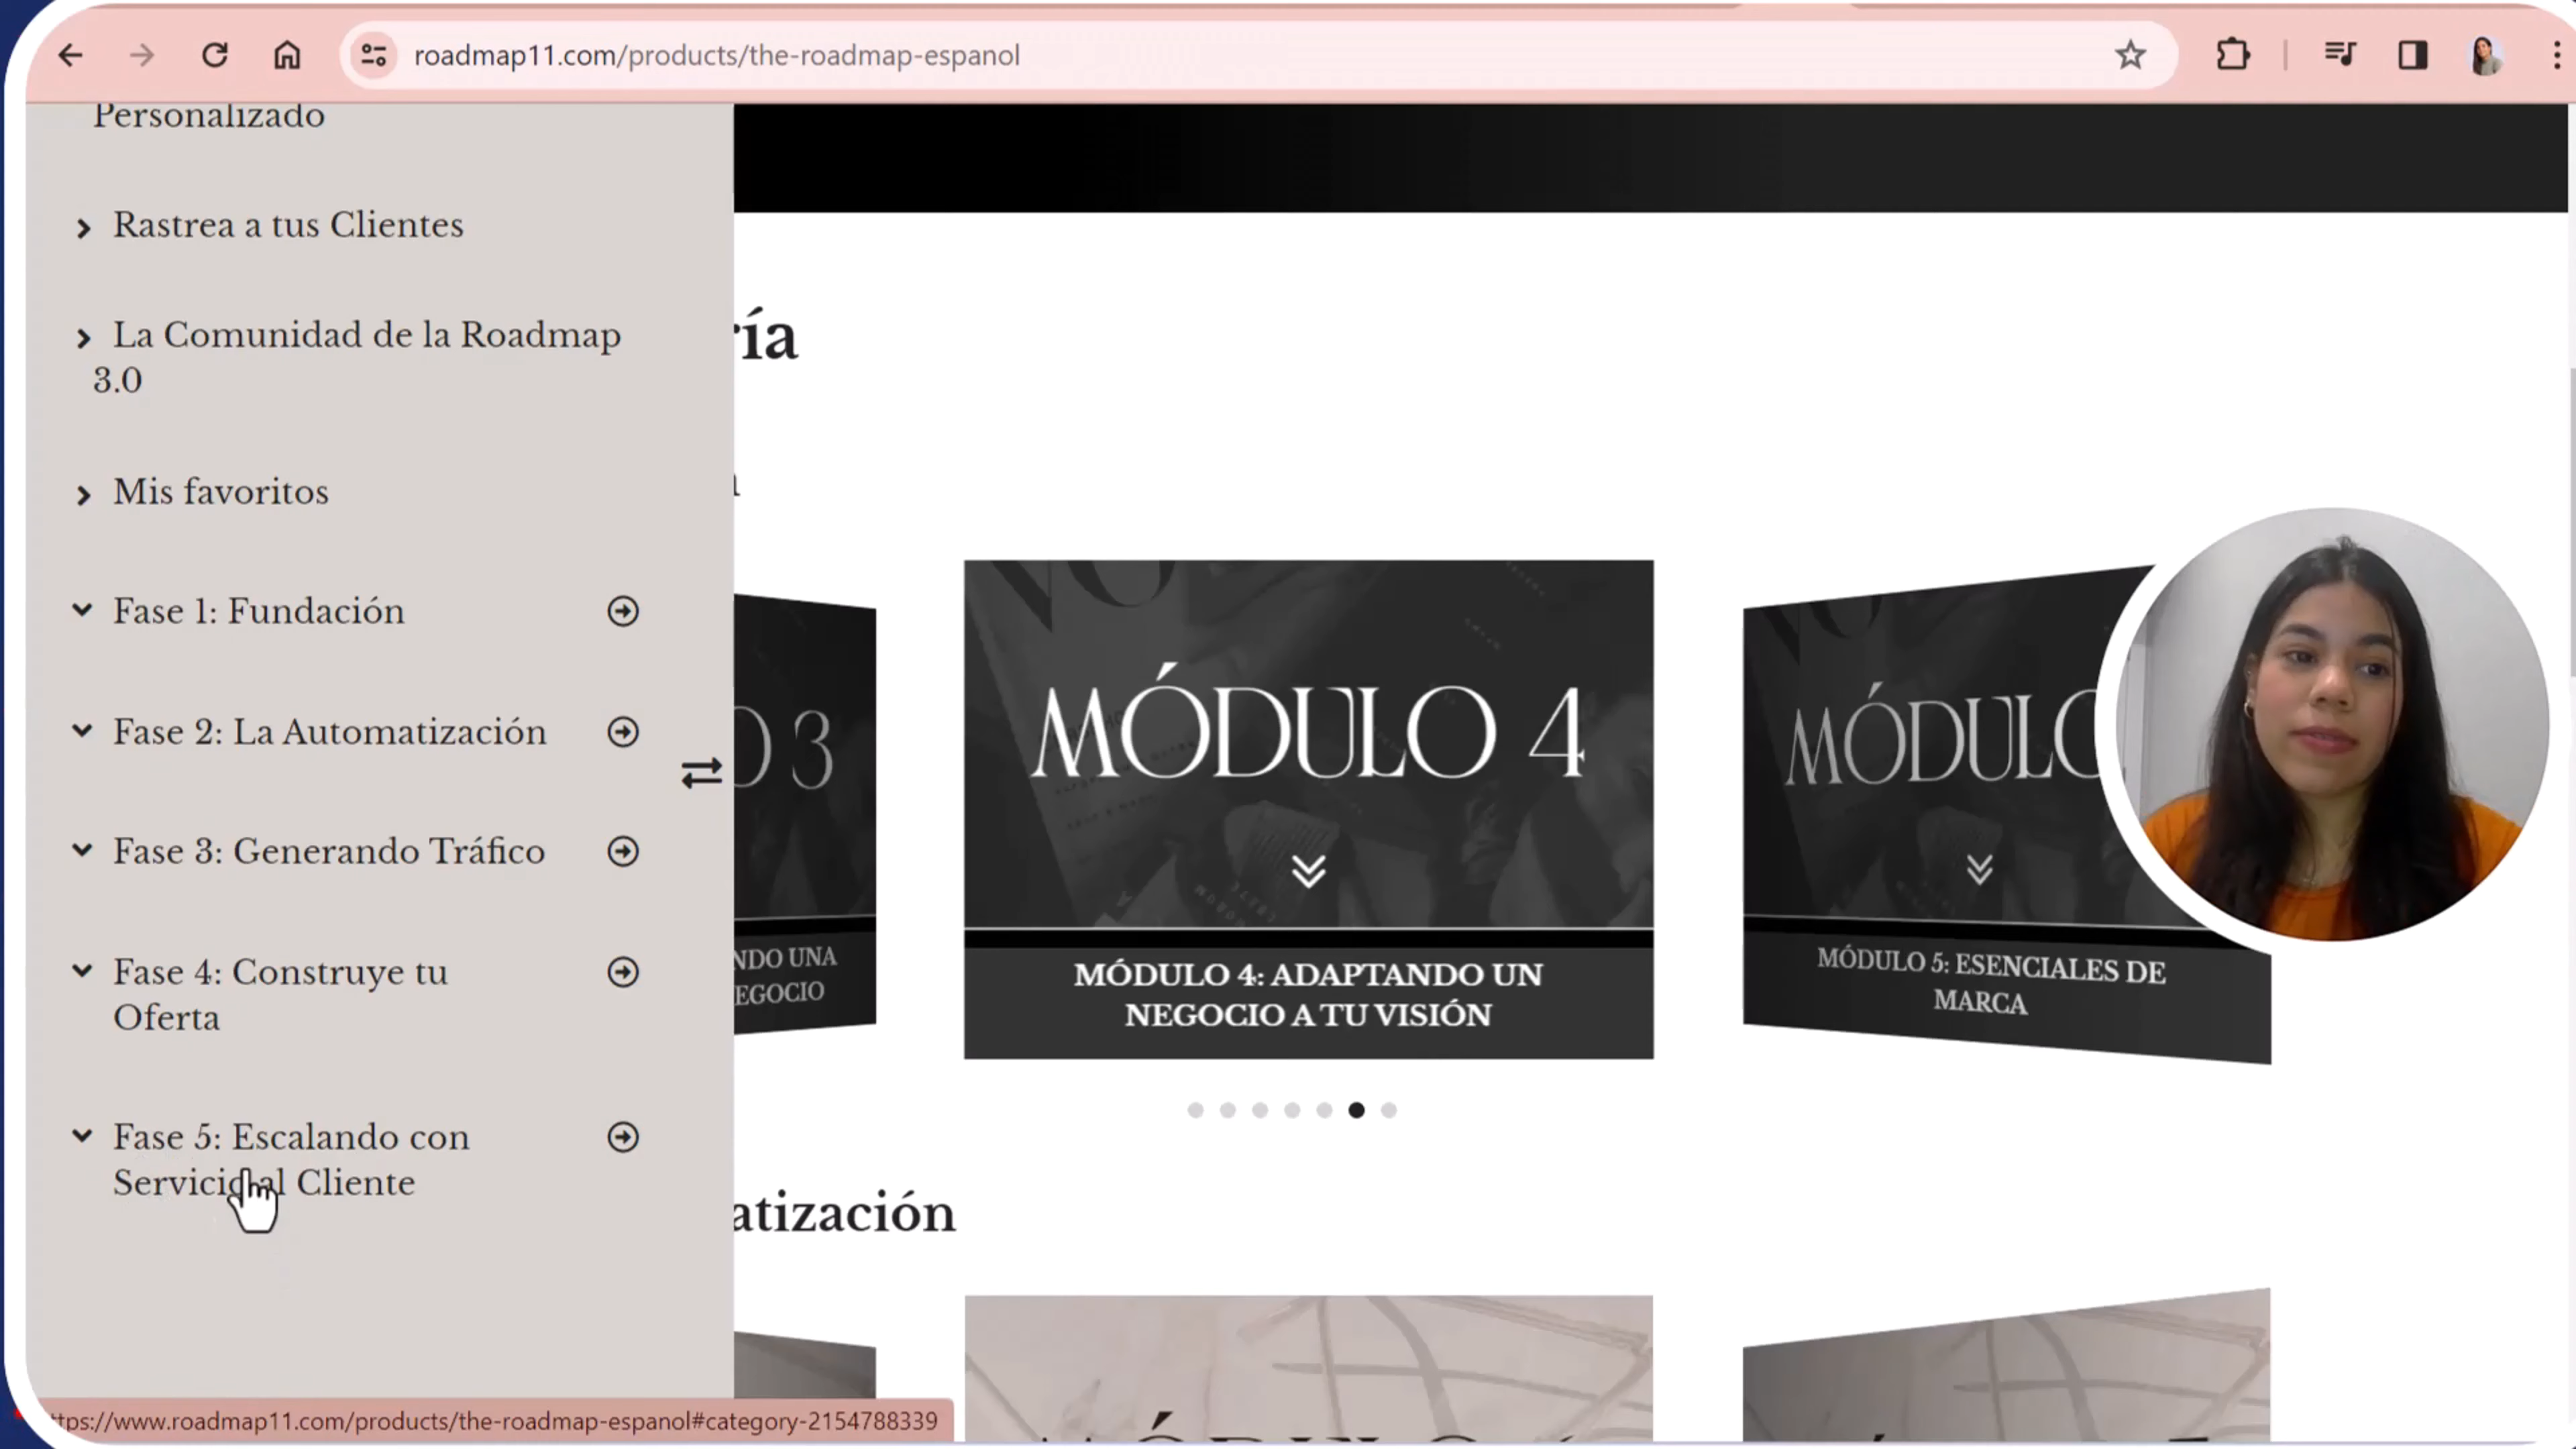 roadmap11.com/products/the-roadmap-espanol
Personalizado
Rastrea a tus Clientes
La Comunidad de la Roadmap
3.0
Mis favoritos
Fase 1: Fundación
Fase 2: La Automatización
Fase 3: Generando Tráfico
Fase 4: Construye tu
Oferta
Fase 5: Escalando con
Servicio al Cliente
ría
O 3
NDO UNA
EGOCIO
MÓDULO 4
MÓDULO 4: ADAPTANDO UN
NEGOCIO A TU VISIÓN
MÓDULO
MÓDULO 5: ESENCIALES DE
MARCA
atización
ttps://www.roadmap11.com/products/the-roadmap-espanol#category-2154788339